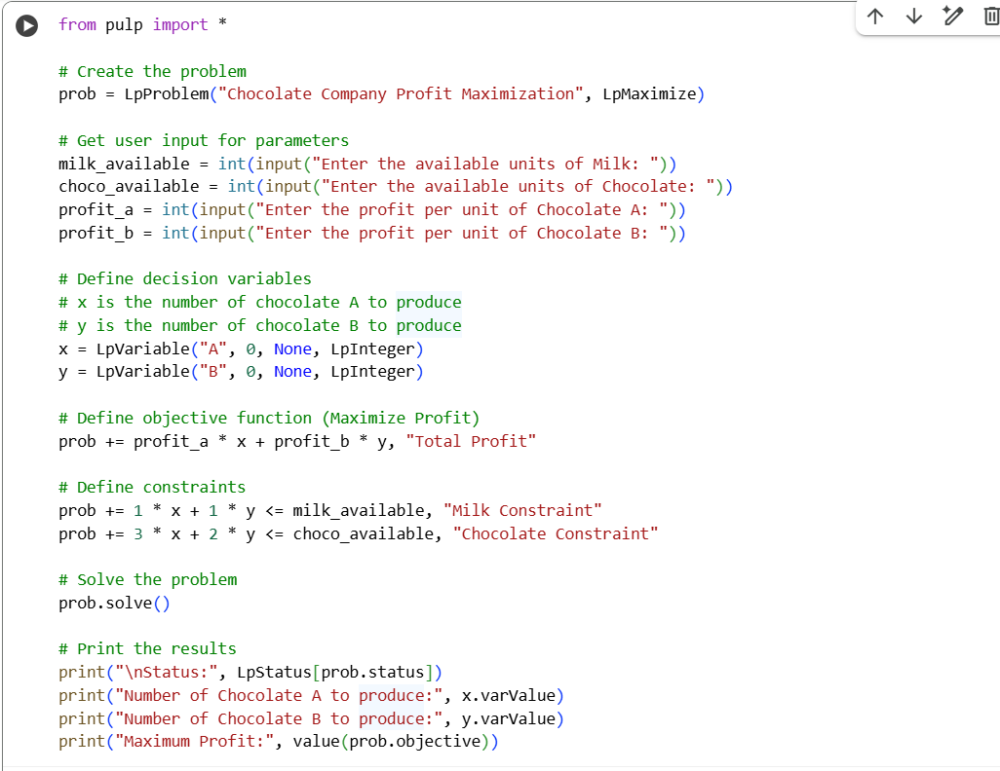 from pulp import *
# Create the problem
prob = LpProblem("Chocolate Company Profit Maximization", LpMaximize)
# Get user input for parameters
milk_available = int(input("Enter the available units of Milk: "))
choco_available = int(input("Enter the available units of Chocolate: "))
profit_a = int(input("Enter the profit per unit of Chocolate A: "))
profit_b = int(input("Enter the profit per unit of Chocolate B: "))
# Define decision variables
# x is the number of chocolate A to produce
# y is the number of chocolate B to produce
x = LpVariable("A", 0, None, LpInteger)
y = LpVariable("B", 0, None, LpInteger)
# Define objective function (Maximize Profit)
prob += profit_a * x + profit_b * y, "Total Profit"
# Define constraints
prob += 1 * x + 1 * y <= milk_available, "Milk Constraint"
prob += 3 * x + 2 * y <= choco_available, "Chocolate Constraint"
# Solve the problem
prob.solve()
# Print the results
print("\nStatus:", LpStatus[prob.status])
print("Number of Chocolate A to produce:", x.varValue)
print("Number of Chocolate B to produce:", y.varValue)
print("Maximum Profit:", value(prob.objective))